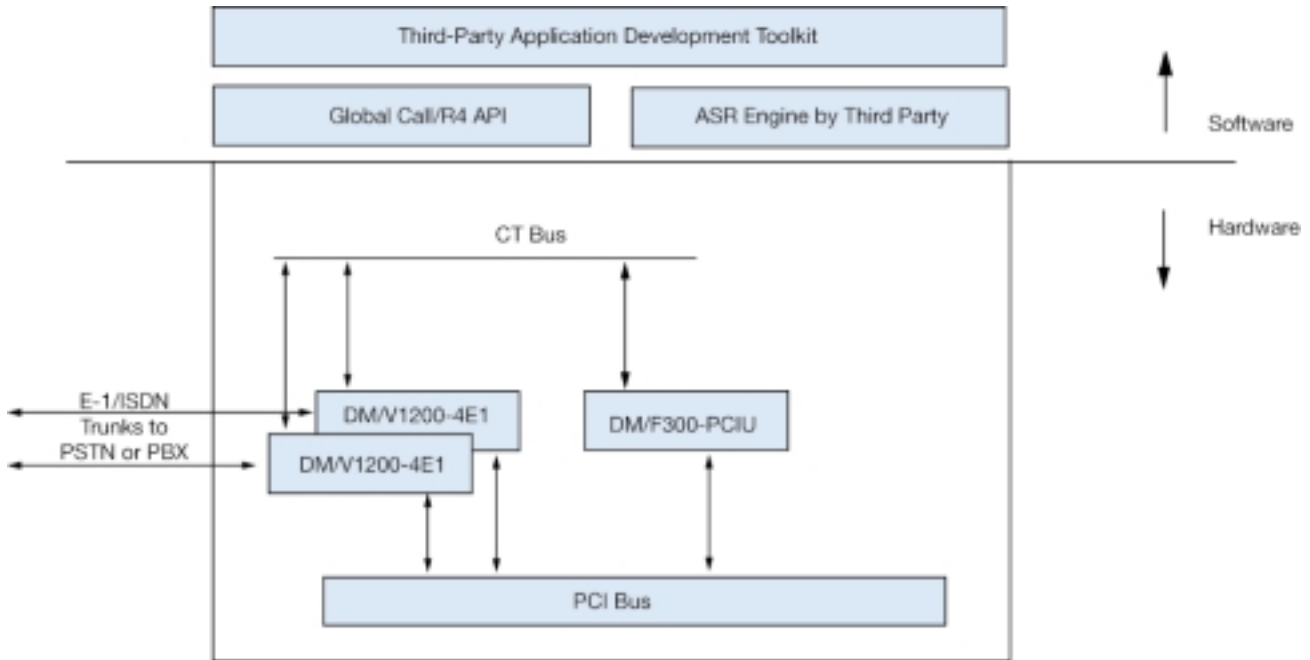 Third-Party Application Development Toolkit
Global Call/R4 API
ASR Engine by Third Party
Software
Hardware
CT Bus
E-1/ISDN
Trunks to
PSTN or PBX
DM/V1200-4E1
DM/V1200-4E1
DM/F300-PCIU
PCI Bus